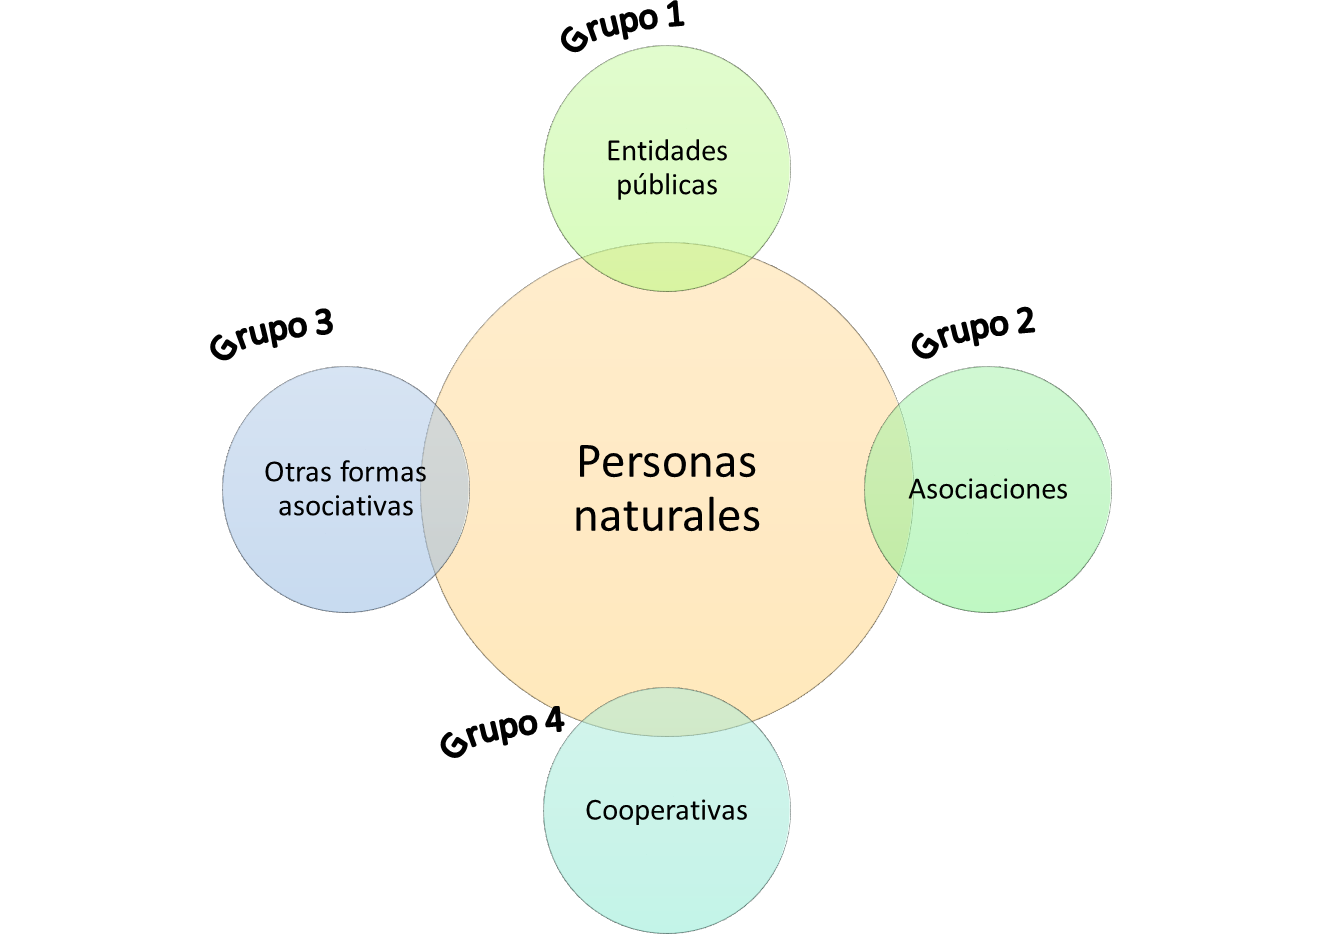 Grupo 1
Entidades
públicas
Grupo 3
Grupo 2
Otras formas
asociativas
Personas
naturales
Asociaciones
Grupo 4
Cooperativas